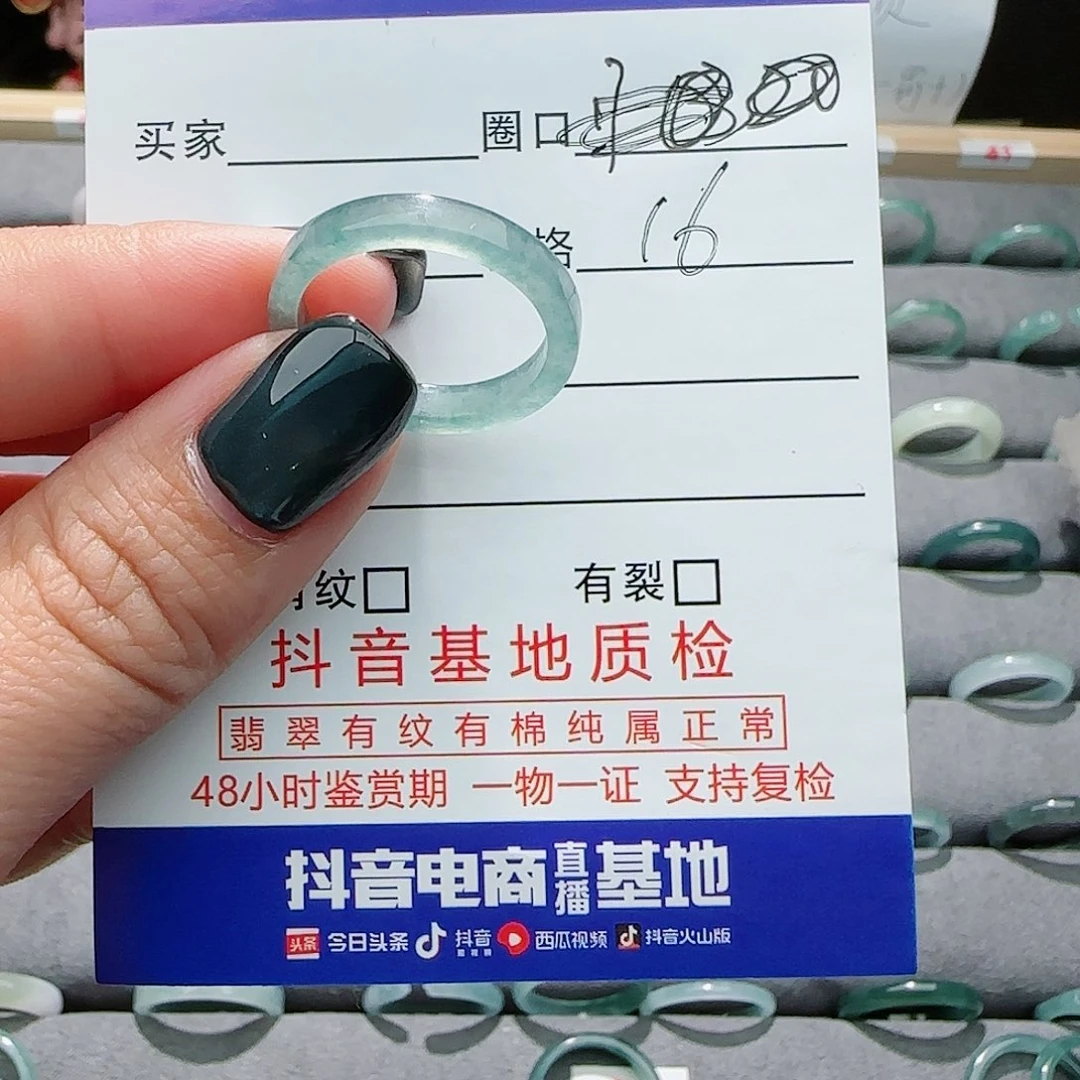 买家 圈口
格 16
纹 有裂
抖音基地质检
翡翠有纹有棉纯属正常
48小时鉴赏期 一物一证 支持复检
抖音电商直播基地
头条 今日头条 抖音 西瓜视频 抖音火山版